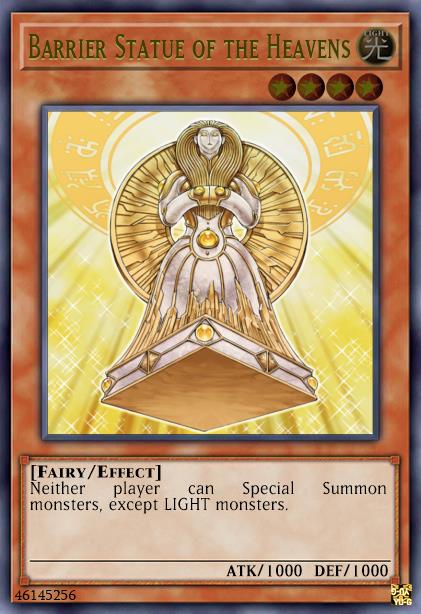 BARRIER STATUE OF THE HEAVENS
LIGHT
光
[FAIRY/EFFECT]
Neither player can Special Summon
monsters, except LIGHT monsters.
ATK/1000 DEF/1000
46145256